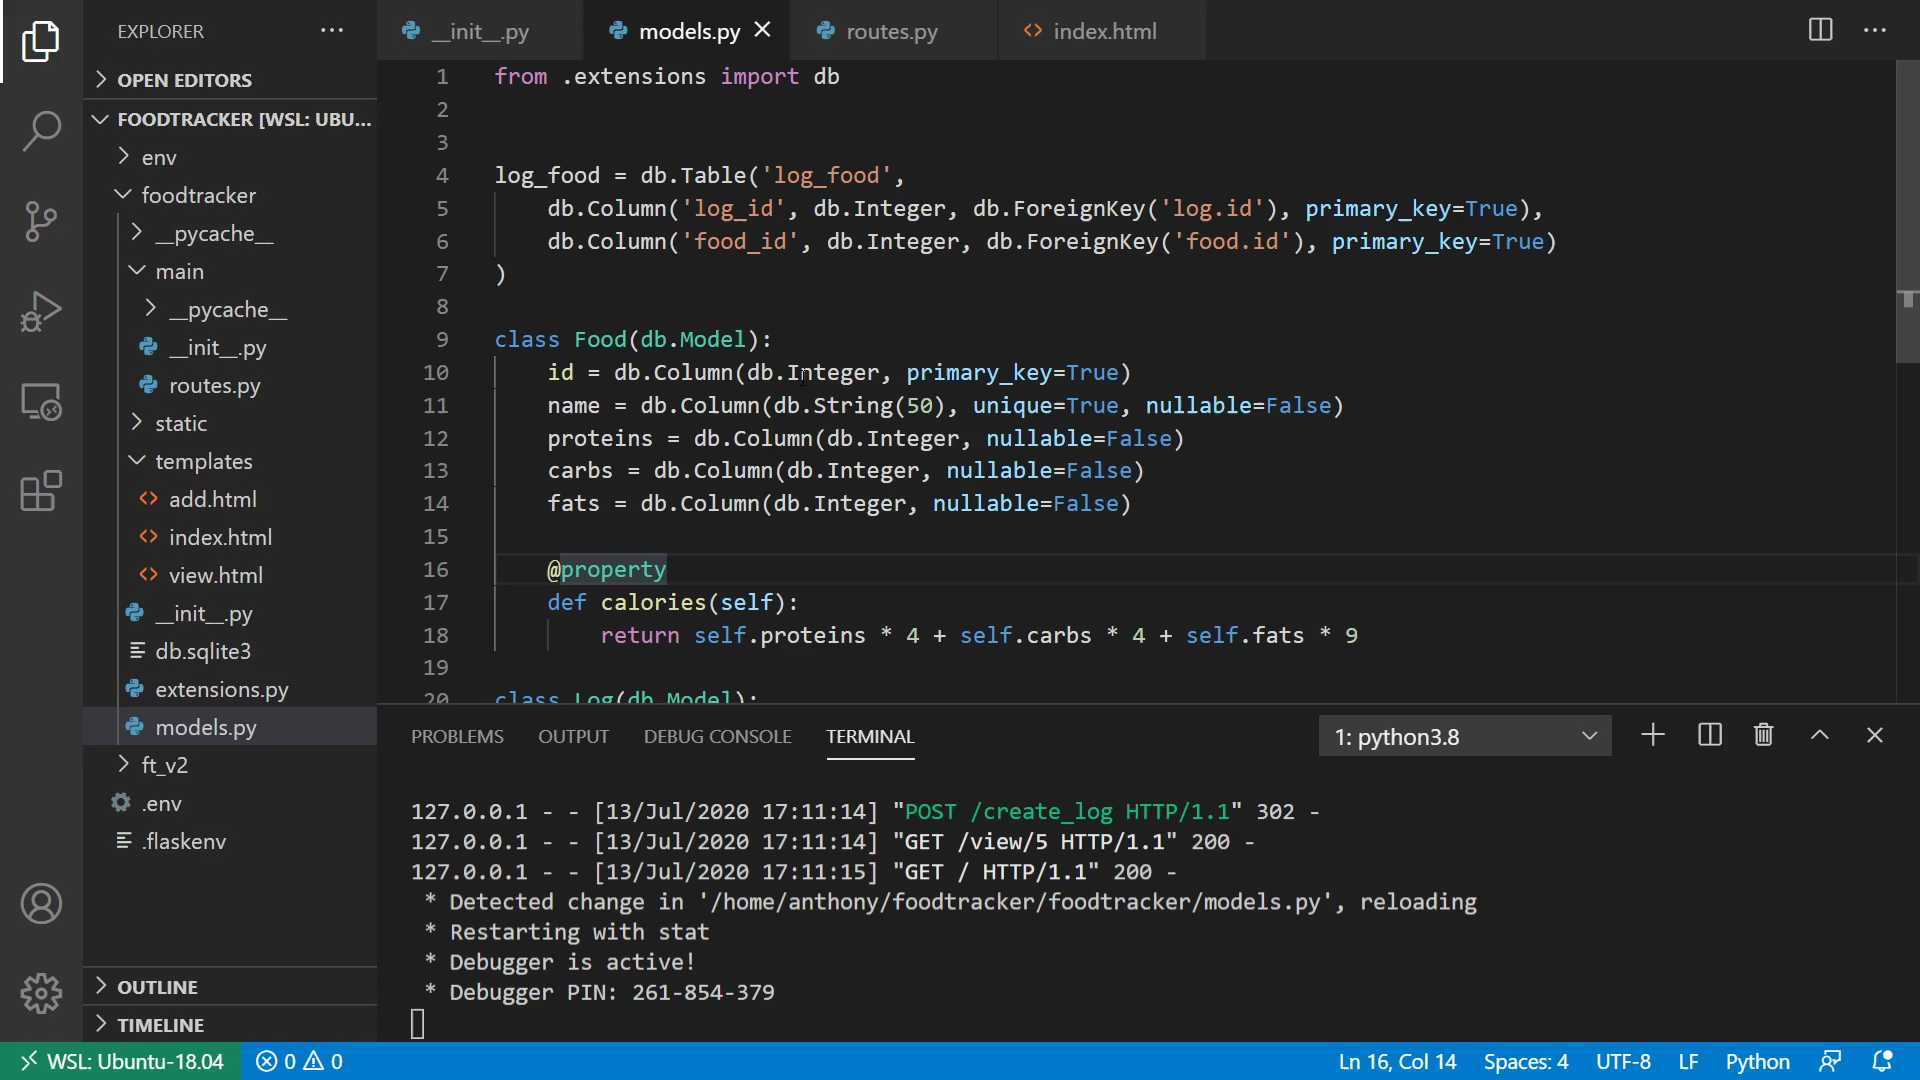 EXPLORER
OPEN EDITORS
FOODTRACKER [WSL: UBU...
env
foodtracker
__pycache__
main
__pycache__
__init__.py
routes.py
static
templates
add.html
index.html
view.html
__init__.py
db.sqlite3
extensions.py
models.py
ft_v2
.env
.flaskenv
OUTLINE
TIMELINE
__init__.py models.py routes.py index.html
1 from .extensions import db
2
3
4 log_food = db.Table('log_food',
5 db.Column('log_id', db.Integer, db.ForeignKey('log.id'), primary_key=True),
6 db.Column('food_id', db.Integer, db.ForeignKey('food.id'), primary_key=True)
7 )
8
9 class Food(db.Model):
10 id = db.Column(db.Integer, primary_key=True)
11 name = db.Column(db.String(50), unique=True, nullable=False)
12 proteins = db.Column(db.Integer, nullable=False)
13 carbs = db.Column(db.Integer, nullable=False)
14 fats = db.Column(db.Integer, nullable=False)
15
16 @property
17 def calories(self):
18 return self.proteins * 4 + self.carbs * 4 + self.fats * 9
19
20 class Log(db.Model):
PROBLEMS OUTPUT DEBUG CONSOLE TERMINAL 1: python3.8
127.0.0.1 - - [13/Jul/2020 17:11:14] "POST /create_log HTTP/1.1" 302 -
127.0.0.1 - - [13/Jul/2020 17:11:14] "GET /view/5 HTTP/1.1" 200 -
127.0.0.1 - - [13/Jul/2020 17:11:15] "GET / HTTP/1.1" 200 -
* Detected change in '/home/anthony/foodtracker/foodtracker/models.py', reloading
* Restarting with stat
* Debugger is active!
* Debugger PIN: 261-854-379
WSL: Ubuntu-18.04 0 0 Ln 16, Col 14 Spaces: 4 UTF-8 LF Python